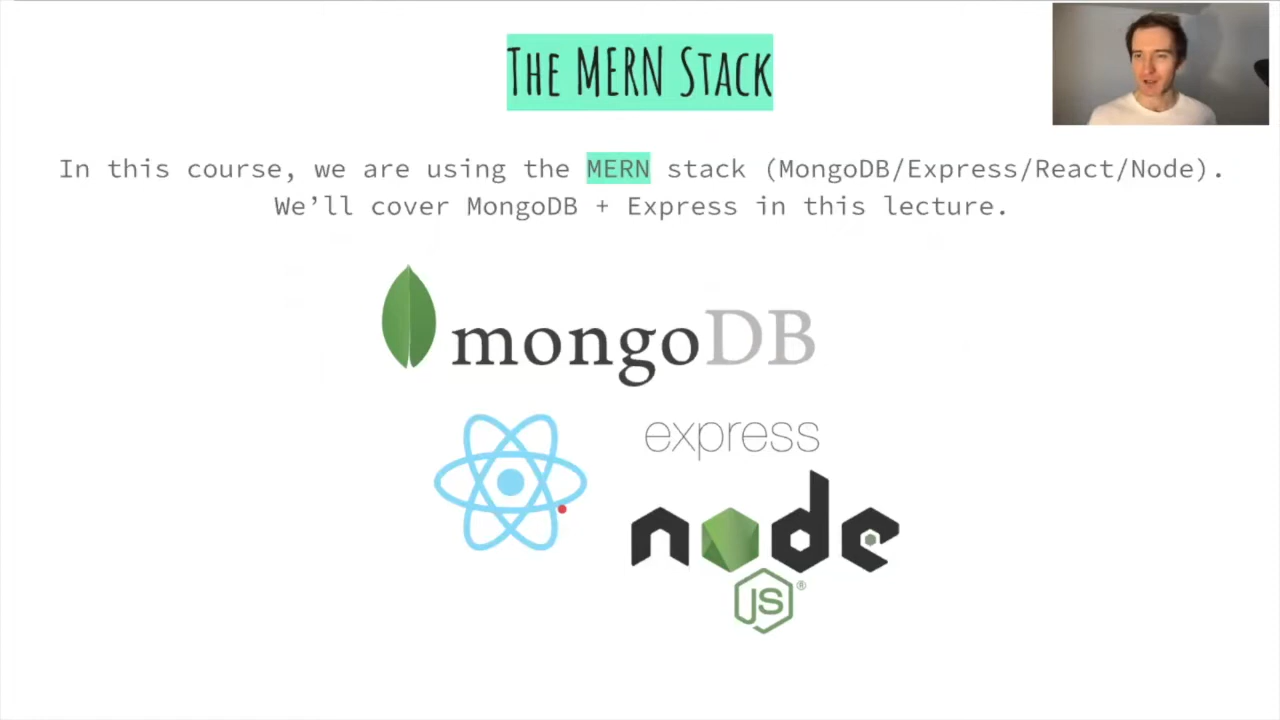 The MERN Stack
In this course, we are using the MERN stack (MongoDB/Express/React/Node).
We’ll cover MongoDB + Express in this lecture.
mongoDB
express
node
JS®